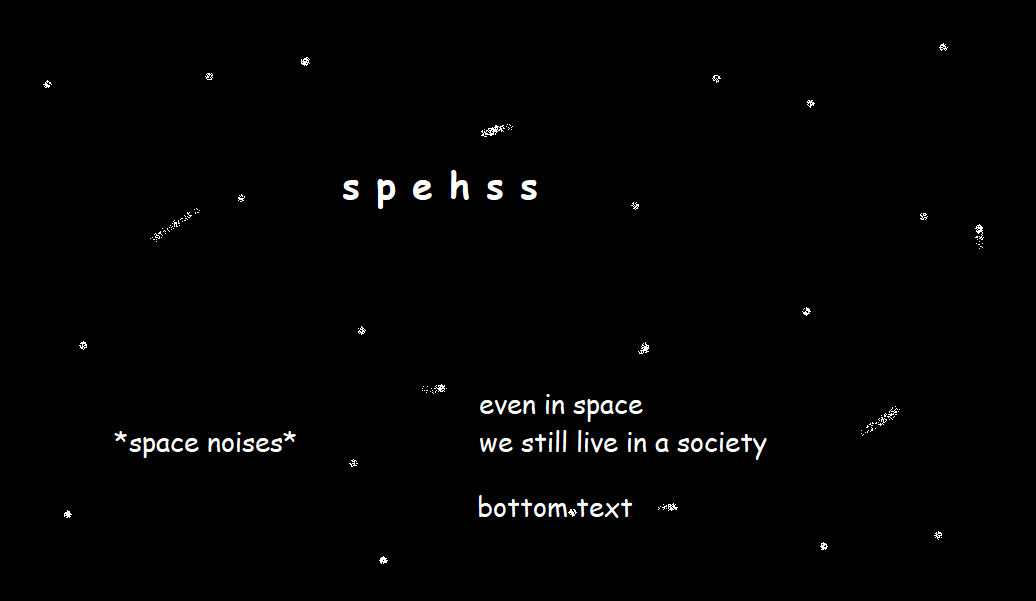 s p e h s s
even in space
*space noises*
we still live in a society
bottom text